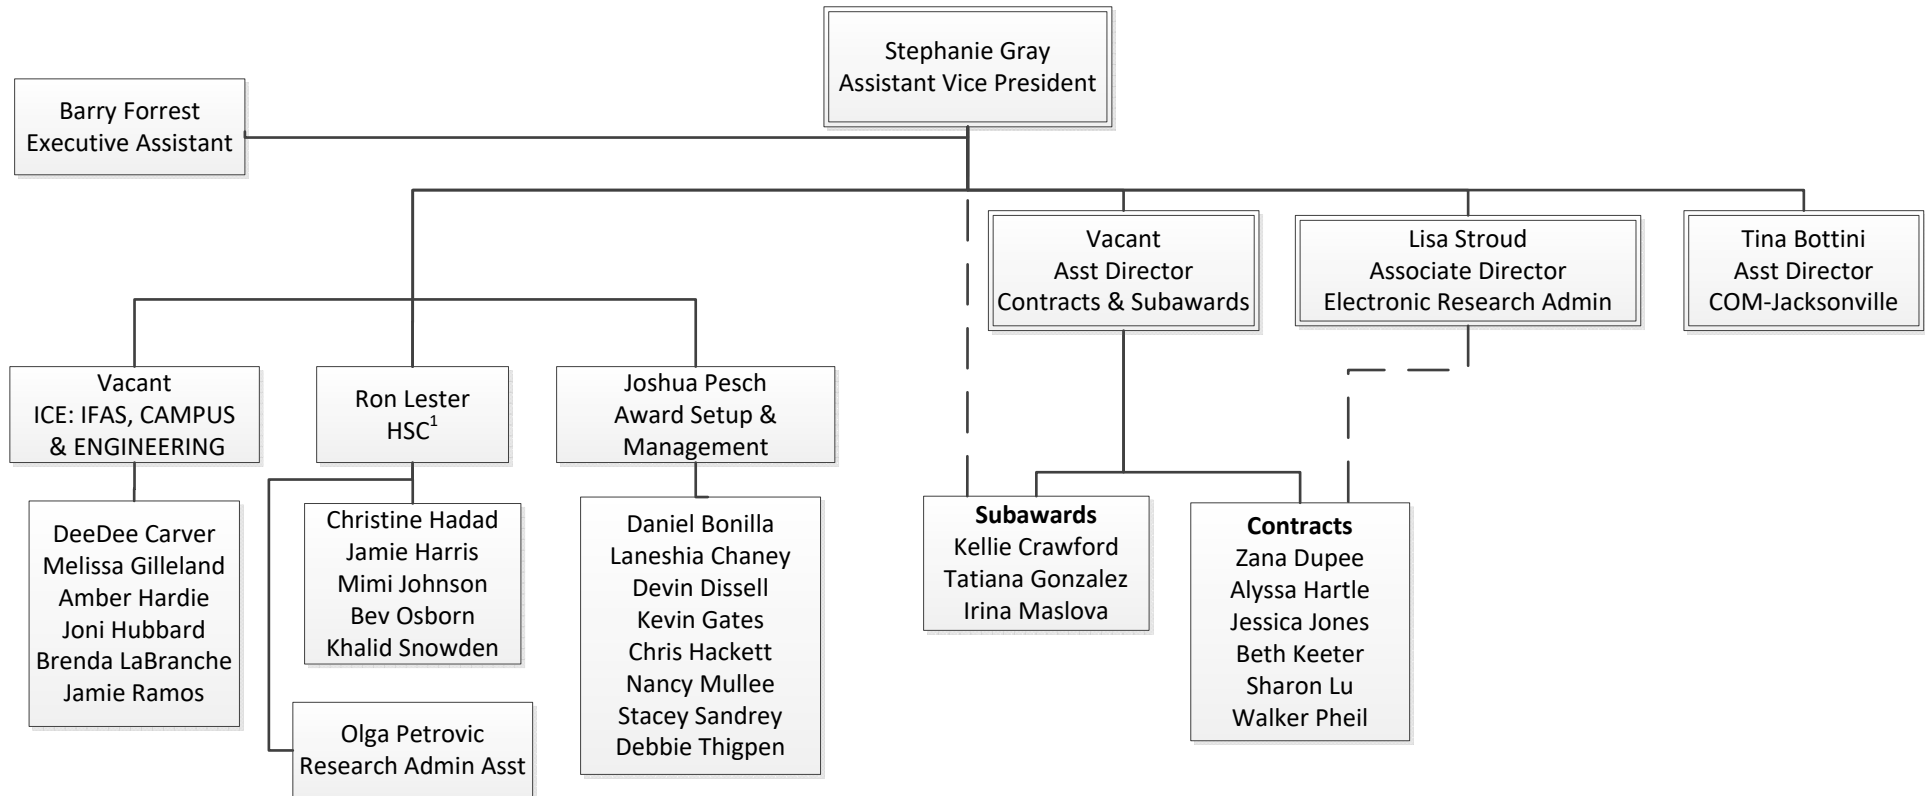 Stephanie Gray
Assistant Vice President
Barry Forrest
Executive Assistant
Vacant
Asst Director
Contracts & Subawards
Lisa Stroud
Associate Director
Electronic Research Admin
Tina Bottini
Asst Director
COM-Jacksonville
Vacant
ICE: IFAS, CAMPUS
& ENGINEERING
Ron Lester
HSC1
Joshua Pesch
Award Setup &
Management
DeeDee Carver
Melissa Gilleland
Amber Hardie
Joni Hubbard
Brenda LaBranche
Jamie Ramos
Christine Hadad
Jamie Harris
Mimi Johnson
Bev Osborn
Khalid Snowden
Olga Petrovic
Research Admin Asst
Daniel Bonilla
Laneshia Chaney
Devin Dissell
Kevin Gates
Chris Hackett
Nancy Mullee
Stacey Sandrey
Debbie Thigpen
Subawards
Kellie Crawford
Tatiana Gonzalez
Irina Maslova
Contracts
Zana Dupee
Alyssa Hartle
Jessica Jones
Beth Keeter
Sharon Lu
Walker Pheil